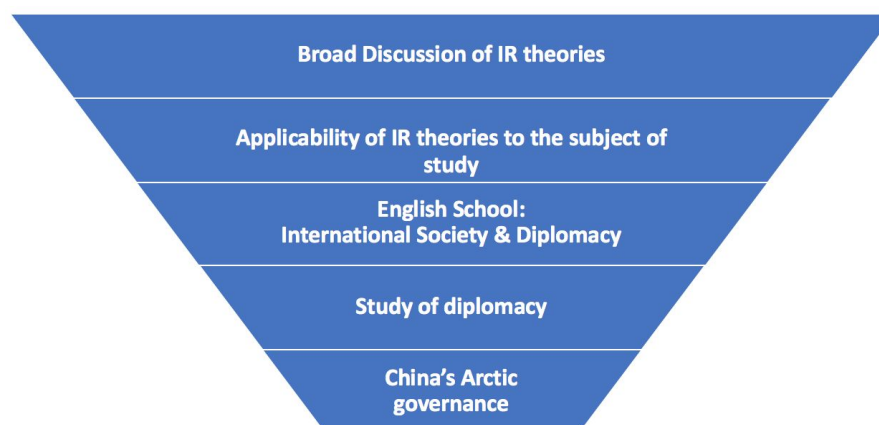 Broad Discussion of IR theories
Applicability of IR theories to the subject of
study
English School:
International Society & Diplomacy
Study of diplomacy
China’s Arctic
governance